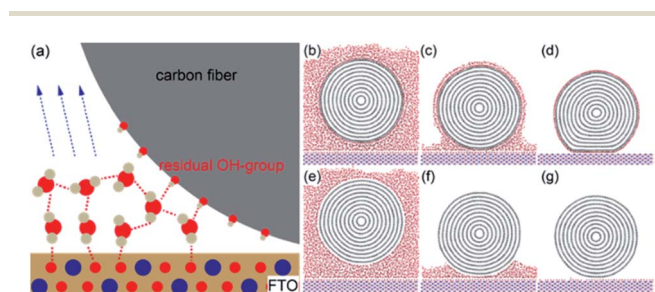 (a)
carbon fiber
residual OH-group
FTO
(b)
(c)
(d)
(e)
(f)
(g)